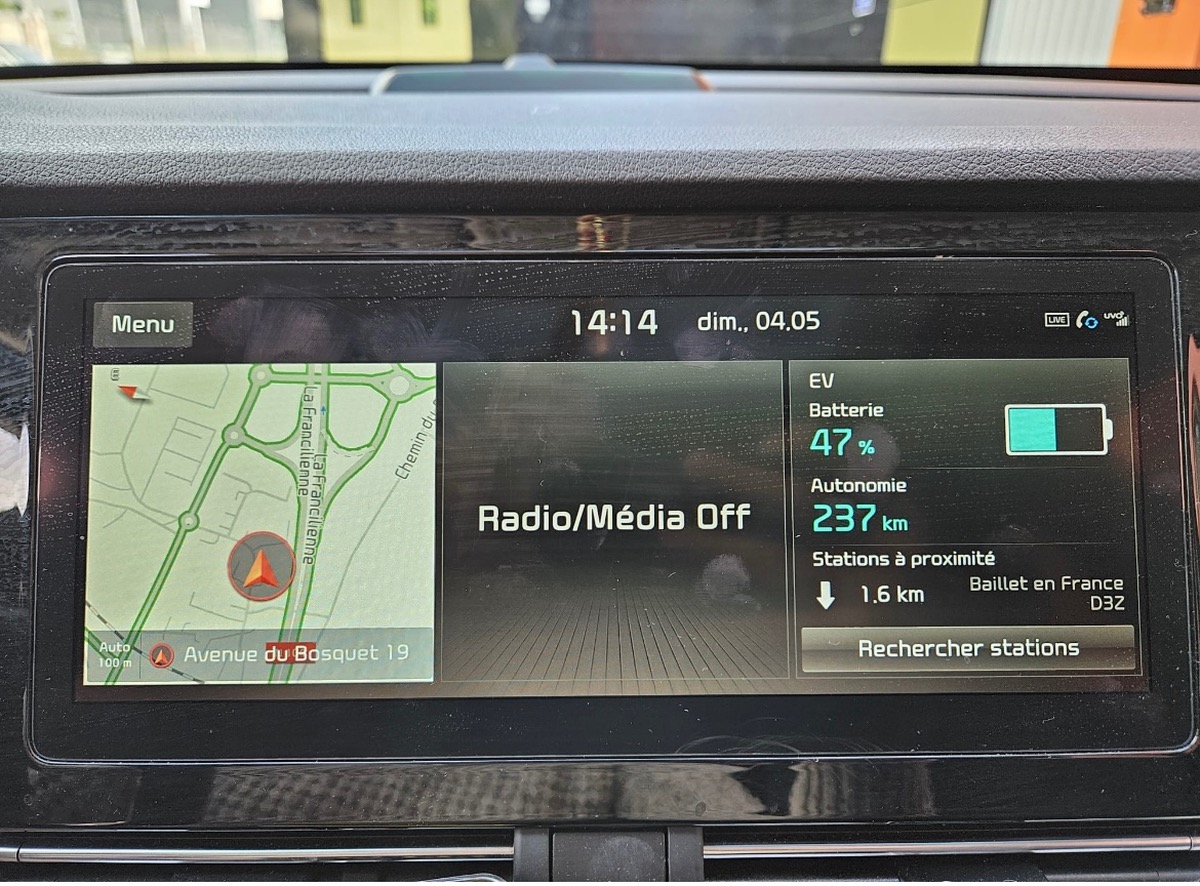 Menu
14:14 dim., 04.05
LIVE
UVO
E
La Francilienne
La Francilienne
Chemin du
Auto
100 m
Avenue du Bosquet 19
Radio/Média Off
EV
Batterie
47 %
Autonomie
237 km
Stations à proximité
1.6 km
Baillet en France
D3Z
Rechercher stations